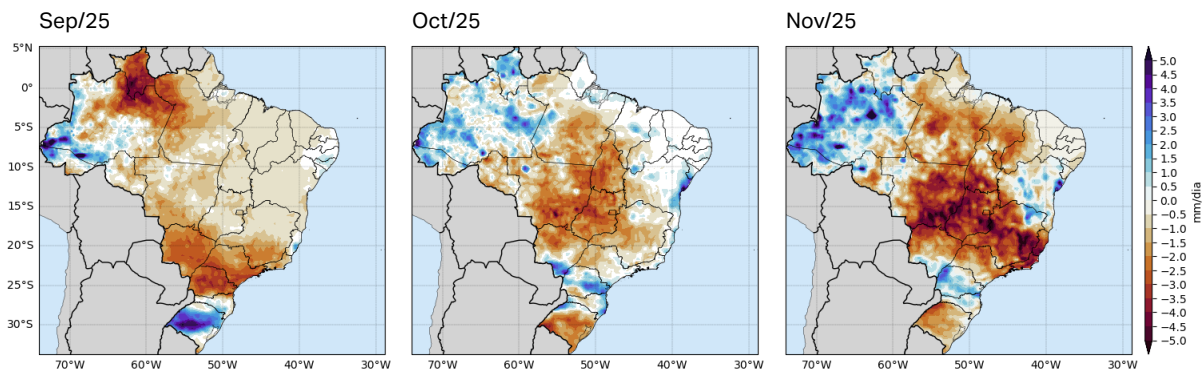 Sep/25
Oct/25
Nov/25
5°N
0°
5°S
10°S
15°S
20°S
25°S
30°S
70°W 60°W 50°W 40°W 30°W
70°W 60°W 50°W 40°W 30°W
70°W 60°W 50°W 40°W 30°W
5.0
4.5
4.0
3.5
3.0
2.5
2.0
1.5
1.0
0.5
0.0
−0.5
−1.0
−1.5
−2.0
−2.5
−3.0
−3.5
−4.0
−4.5
−5.0
mm/dia